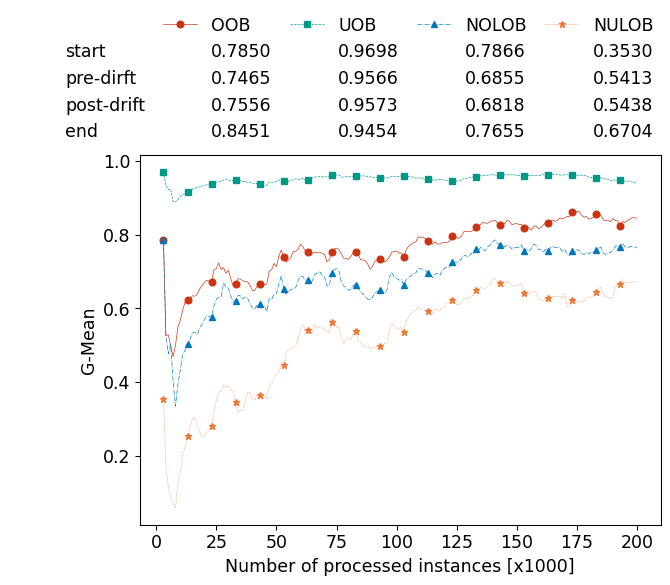 OOB UOB NOLOB NULOB
start 0.7850 0.9698 0.7866 0.3530
pre-dirft 0.7465 0.9566 0.6855 0.5413
post-drift 0.7556 0.9573 0.6818 0.5438
end 0.8451 0.9454 0.7655 0.6704
1.0
0.8
0.6
0.4
0.2
G-Mean
0 25 50 75 100 125 150 175 200
Number of processed instances [x1000]